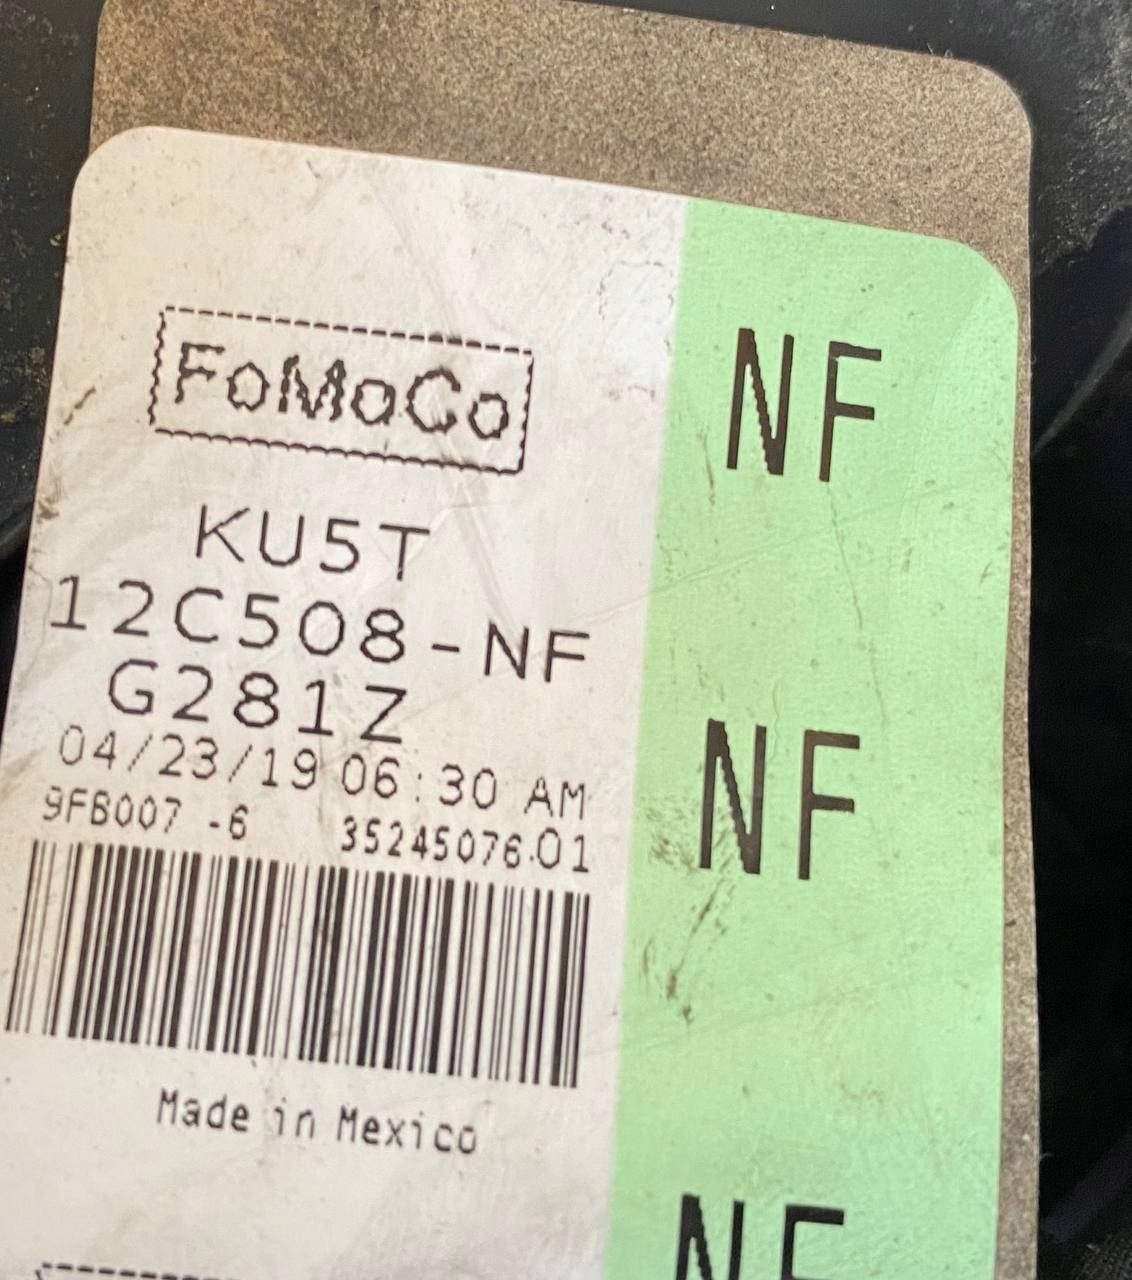 FoMoCo
KU5T
12C508-NF
G281Z
04/23/19 06:30 AM
9FB007 -6 35245076.01
Made in Mexico
NF
NF
NF